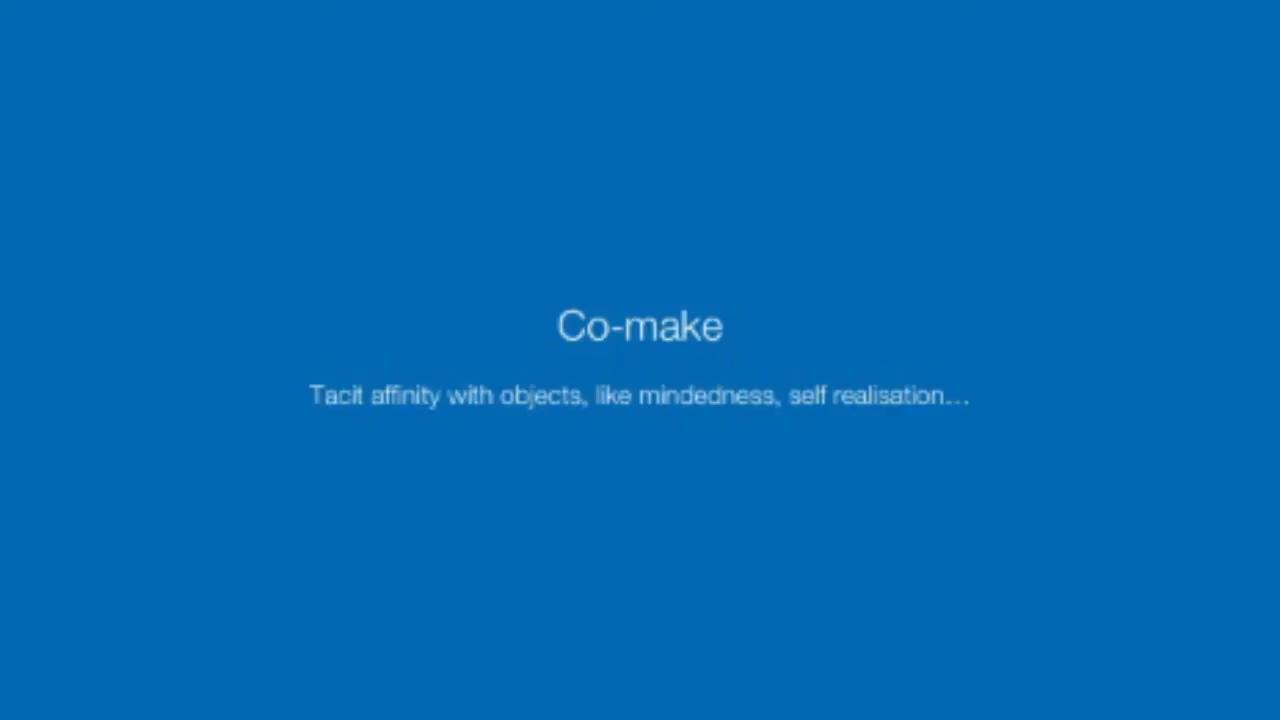 Co-make
Tacit affinity with objects, like mindedness, self realisation...